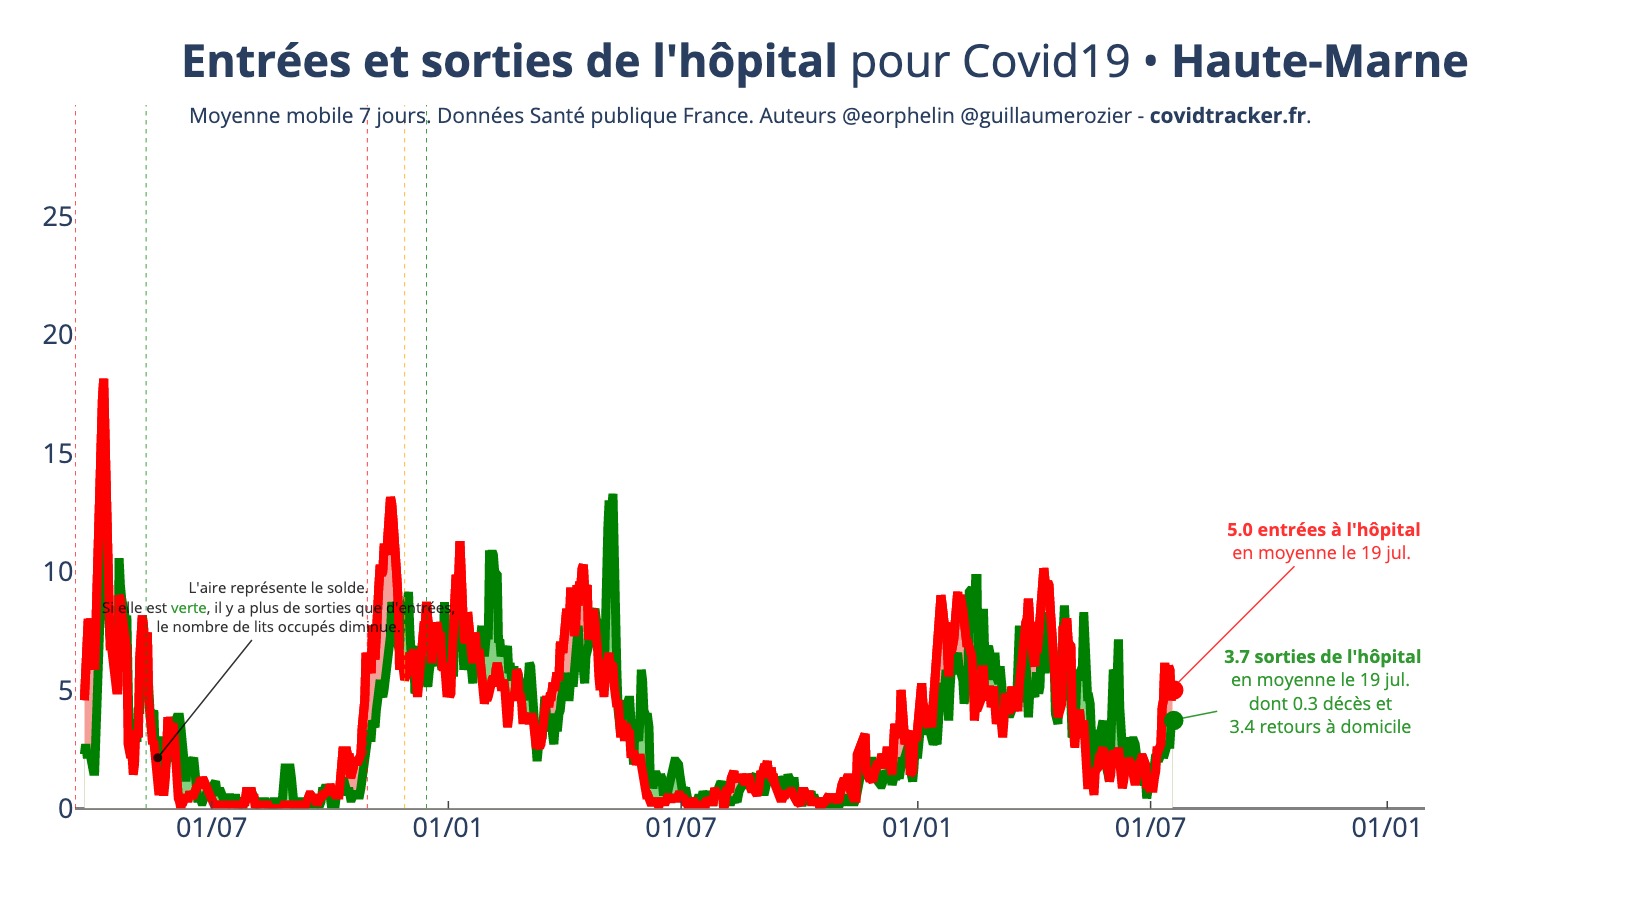 Entrées et sorties de l'hôpital pour Covid19 • Haute-Marne
Moyenne mobile 7 jours. Données Santé publique France. Auteurs @eorphelin @guillaumerozier - covidtracker.fr.
25
20
15
10
5
0
L'aire représente le solde.
Si elle est verte, il y a plus de sorties que d'entrées,
le nombre de lits occupés diminue.
5.0 entrées à l'hôpital
en moyenne le 19 jul.
3.7 sorties de l'hôpital
en moyenne le 19 jul.
dont 0.3 décès et
3.4 retours à domicile
01/07
01/01
01/07
01/01
01/07
01/01